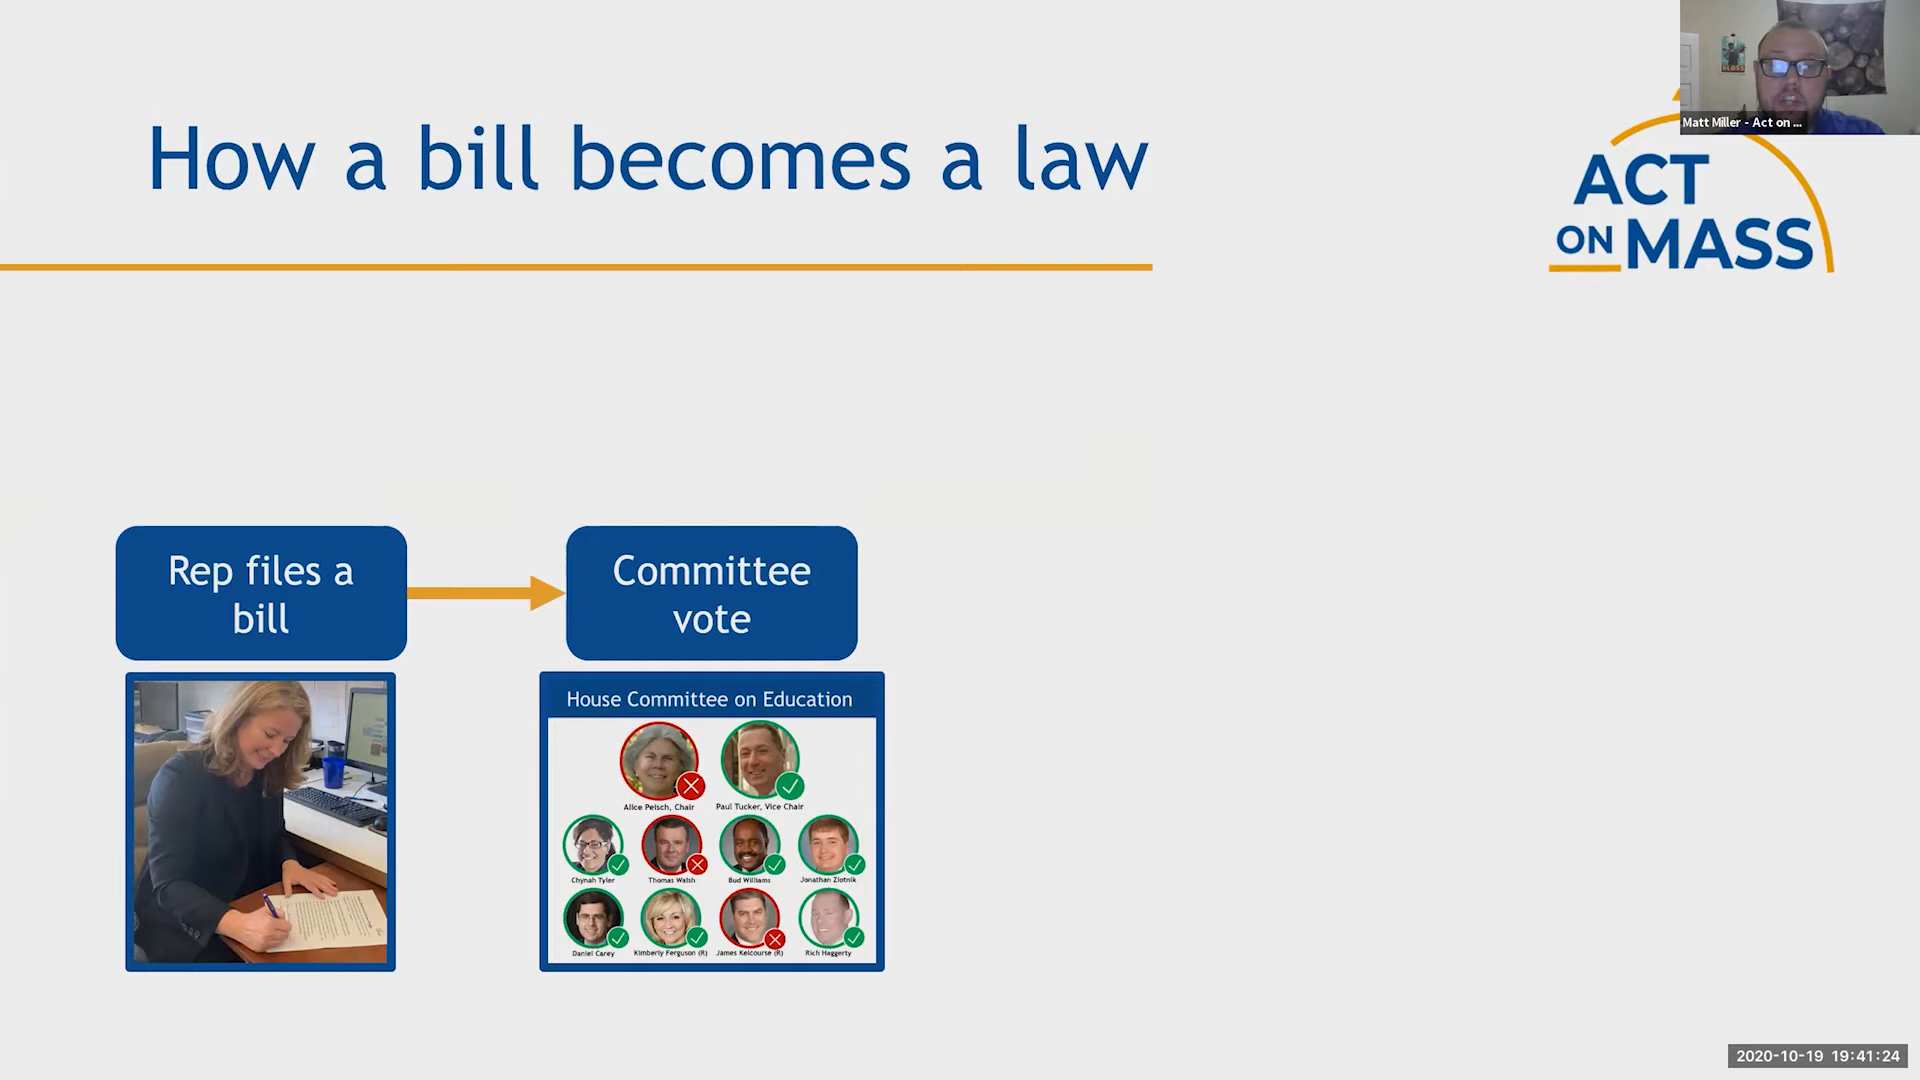 How a bill becomes a law
Matt Miller - Act on ...
ACT
ON MASS
Rep files a
bill
Committee
vote
House Committee on Education
Alice Peisch, Chair
Paul Tucker, Vice Chair
Chynah Tyler
Thomas Walsh
Bud Williams
Jonathan Zlotnik
Daniel Carey
Kimberly Ferguson (R)
James Kelcourse (R)
Rich Haggerty
2020-10-19 19:41:24